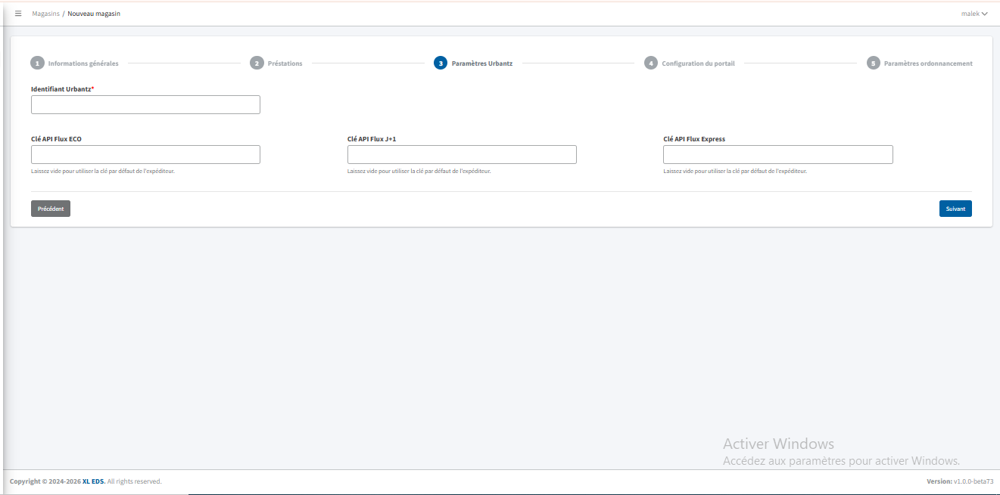 Magasins / Nouveau magasin
malek
1 Informations générales
2 Préstations
3 Paramètres Urbantz
4 Configuration du portail
5 Paramètres ordonnancement
Identifiant Urbantz*
Clé API Flux ECO
Clé API Flux J+1
Clé API Flux Express
Laissez vide pour utiliser la clé par défaut de l'expéditeur.
Laissez vide pour utiliser la clé par défaut de l'expéditeur.
Laissez vide pour utiliser la clé par défaut de l'expéditeur.
Précédent
Suivant
Activer Windows
Accédez aux paramètres pour activer Windows.
Copyright © 2024-2026 XL EDS. All rights reserved.
Version: v1.0.0-beta73